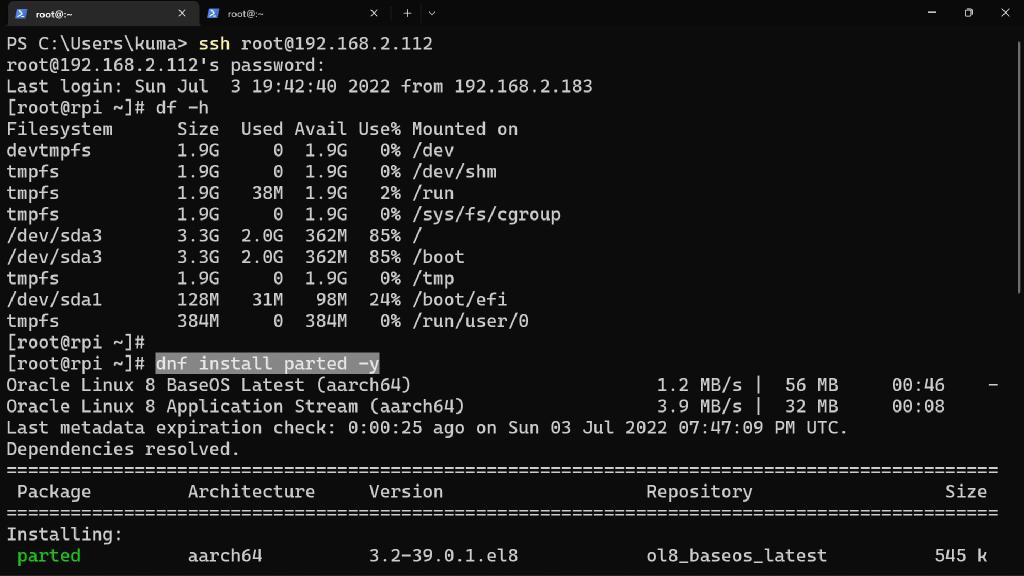 root@:~ root@:~
PS C:\Users\kuma> ssh root@192.168.2.112
root@192.168.2.112's password:
Last login: Sun Jul  3 19:42:40 2022 from 192.168.2.183
[root@rpi ~]# df -h
Filesystem      Size  Used Avail Use% Mounted on
devtmpfs        1.9G     0  1.9G   0% /dev
tmpfs           1.9G     0  1.9G   0% /dev/shm
tmpfs           1.9G   38M  1.9G   2% /run
tmpfs           1.9G     0  1.9G   0% /sys/fs/cgroup
/dev/sda3       3.3G  2.0G  362M  85% /
/dev/sda3       3.3G  2.0G  362M  85% /boot
tmpfs           1.9G     0  1.9G   0% /tmp
/dev/sda1       128M   31M   98M  24% /boot/efi
tmpfs           384M     0  384M   0% /run/user/0
[root@rpi ~]#
[root@rpi ~]# dnf install parted -y
Oracle Linux 8 BaseOS Latest (aarch64)                       1.2 MB/s |  56 MB     00:46    -
Oracle Linux 8 Application Stream (aarch64)                  3.9 MB/s |  32 MB     00:08
Last metadata expiration check: 0:00:25 ago on Sun 03 Jul 2022 07:47:09 PM UTC.
Dependencies resolved.
=============================================================================================
 Package         Architecture     Version                   Repository                  Size
=============================================================================================
Installing:
 parted          aarch64          3.2-39.0.1.el8            ol8_baseos_latest          545 k